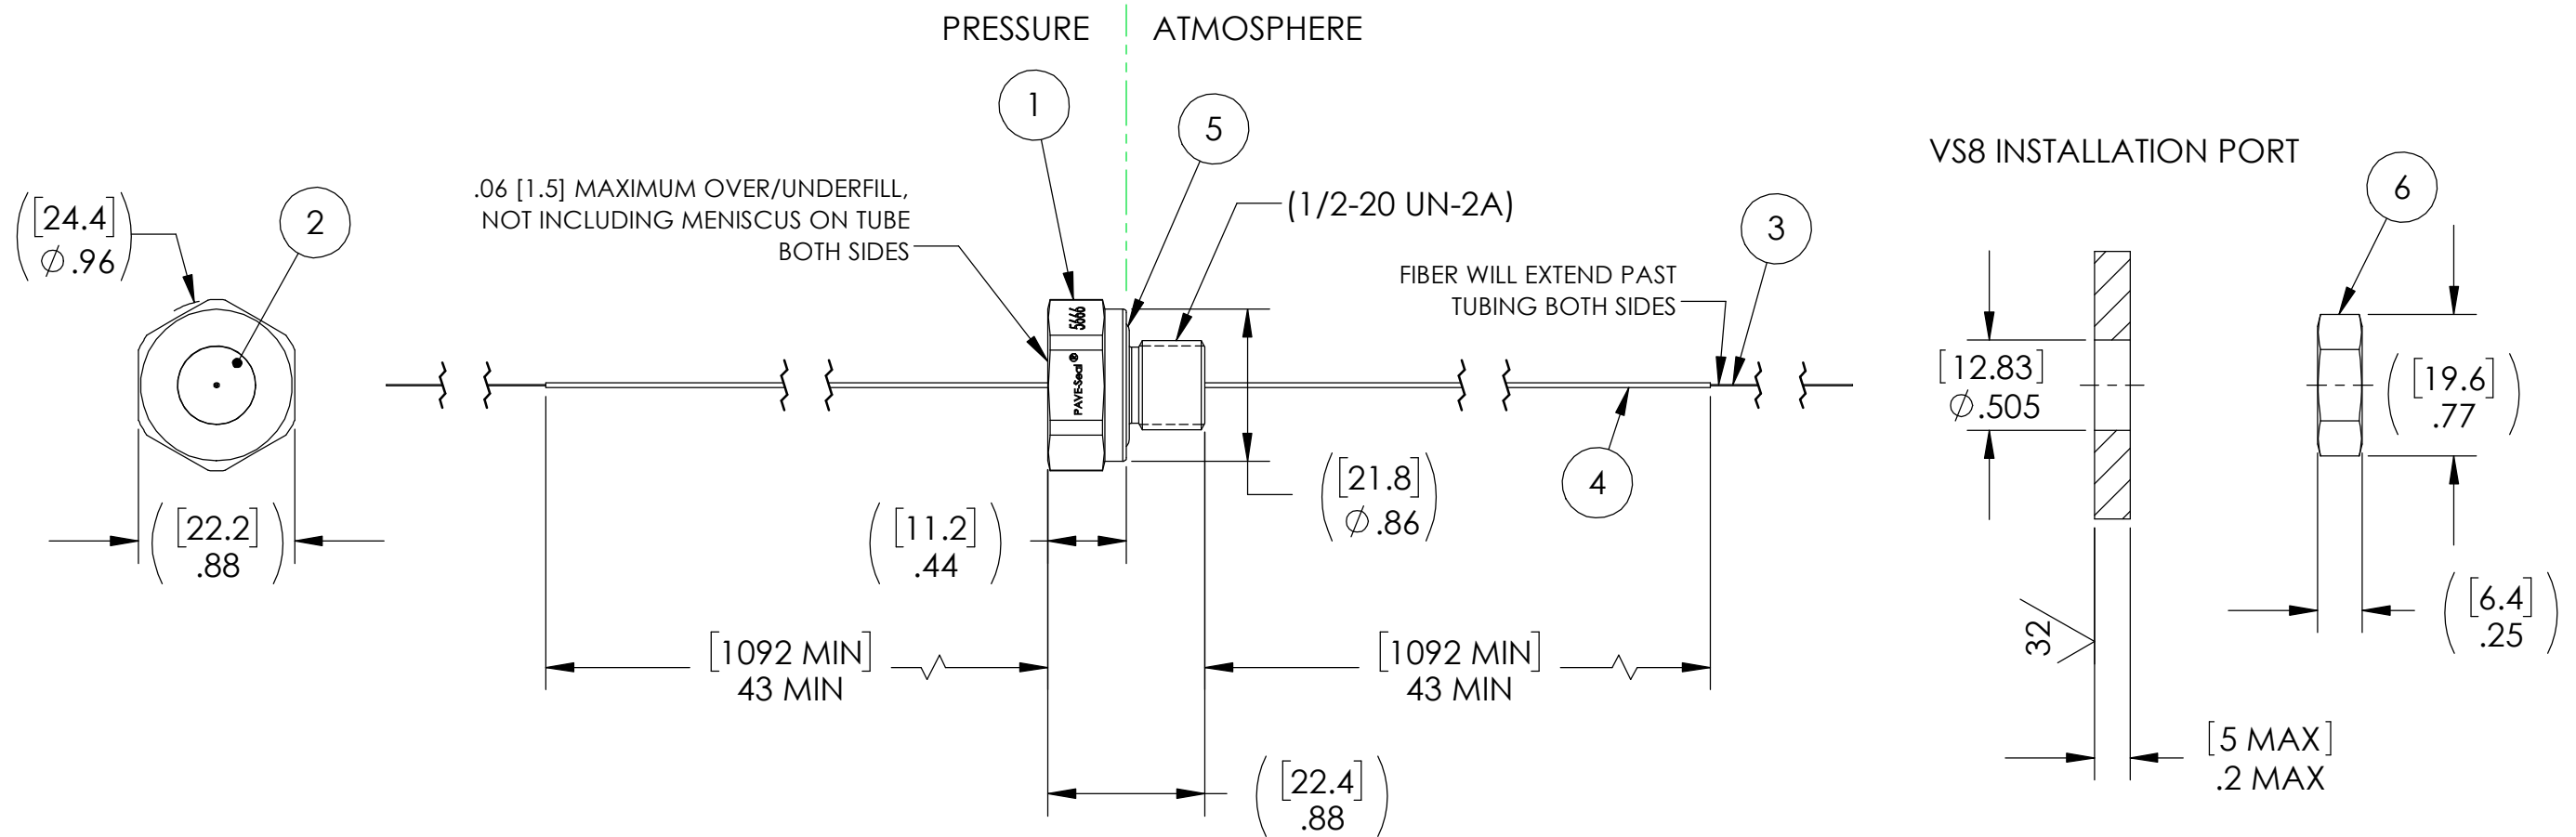 PRESSURE
ATMOSPHERE
1
5
VS8 INSTALLATION PORT
6
.06 [1.5] MAXIMUM OVER/UNDERFILL,
NOT INCLUDING MENISCUS ON TUBE
BOTH SIDES
(1/2-20 UN-2A)
3
2
([24.4]
Ø .96)
FIBER WILL EXTEND PAST
TUBING BOTH SIDES
5666
PAVE-Seal®
[12.83]
Ø.505
([19.6]
.77)
4
([21.8]
Ø .86)
([22.2]
.88)
([11.2]
.44)
32
([6.4]
.25)
[1092 MIN]
43 MIN
[1092 MIN]
43 MIN
[5 MAX]
.2 MAX
([22.4]
.88)